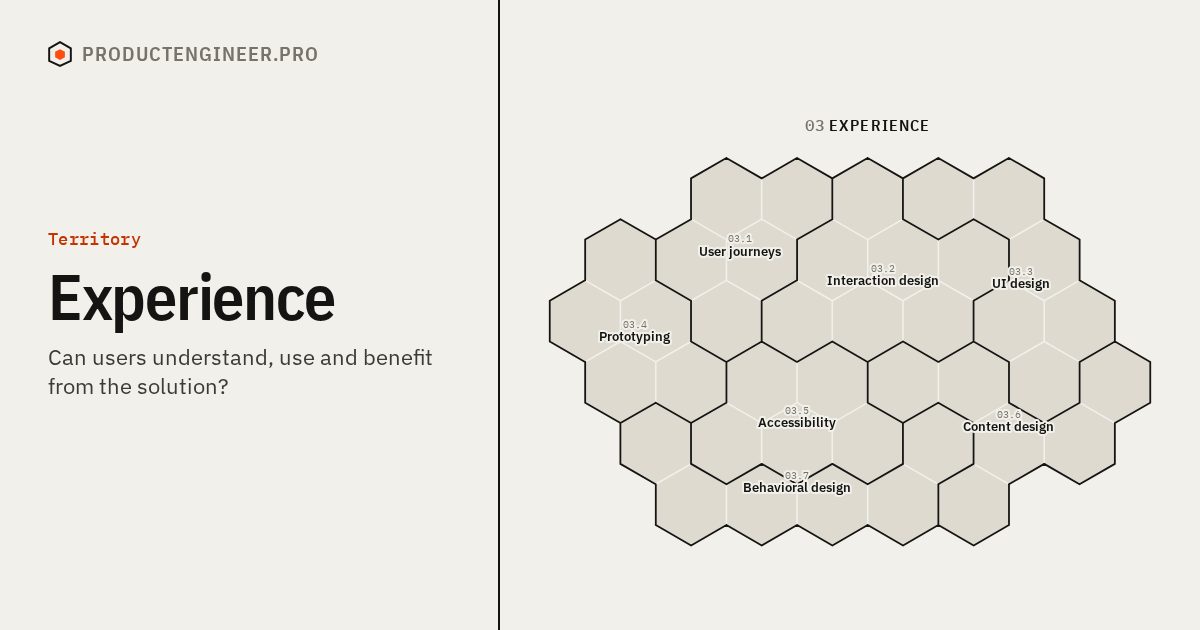 PRODUCTENGINEER.PRO
Territory
Experience
Can users understand, use and benefit
from the solution?
03 EXPERIENCE
03.1
User journeys
03.2
Interaction design
03.3
UI design
03.4
Prototyping
03.5
Accessibility
03.6
Content design
03.7
Behavioral design